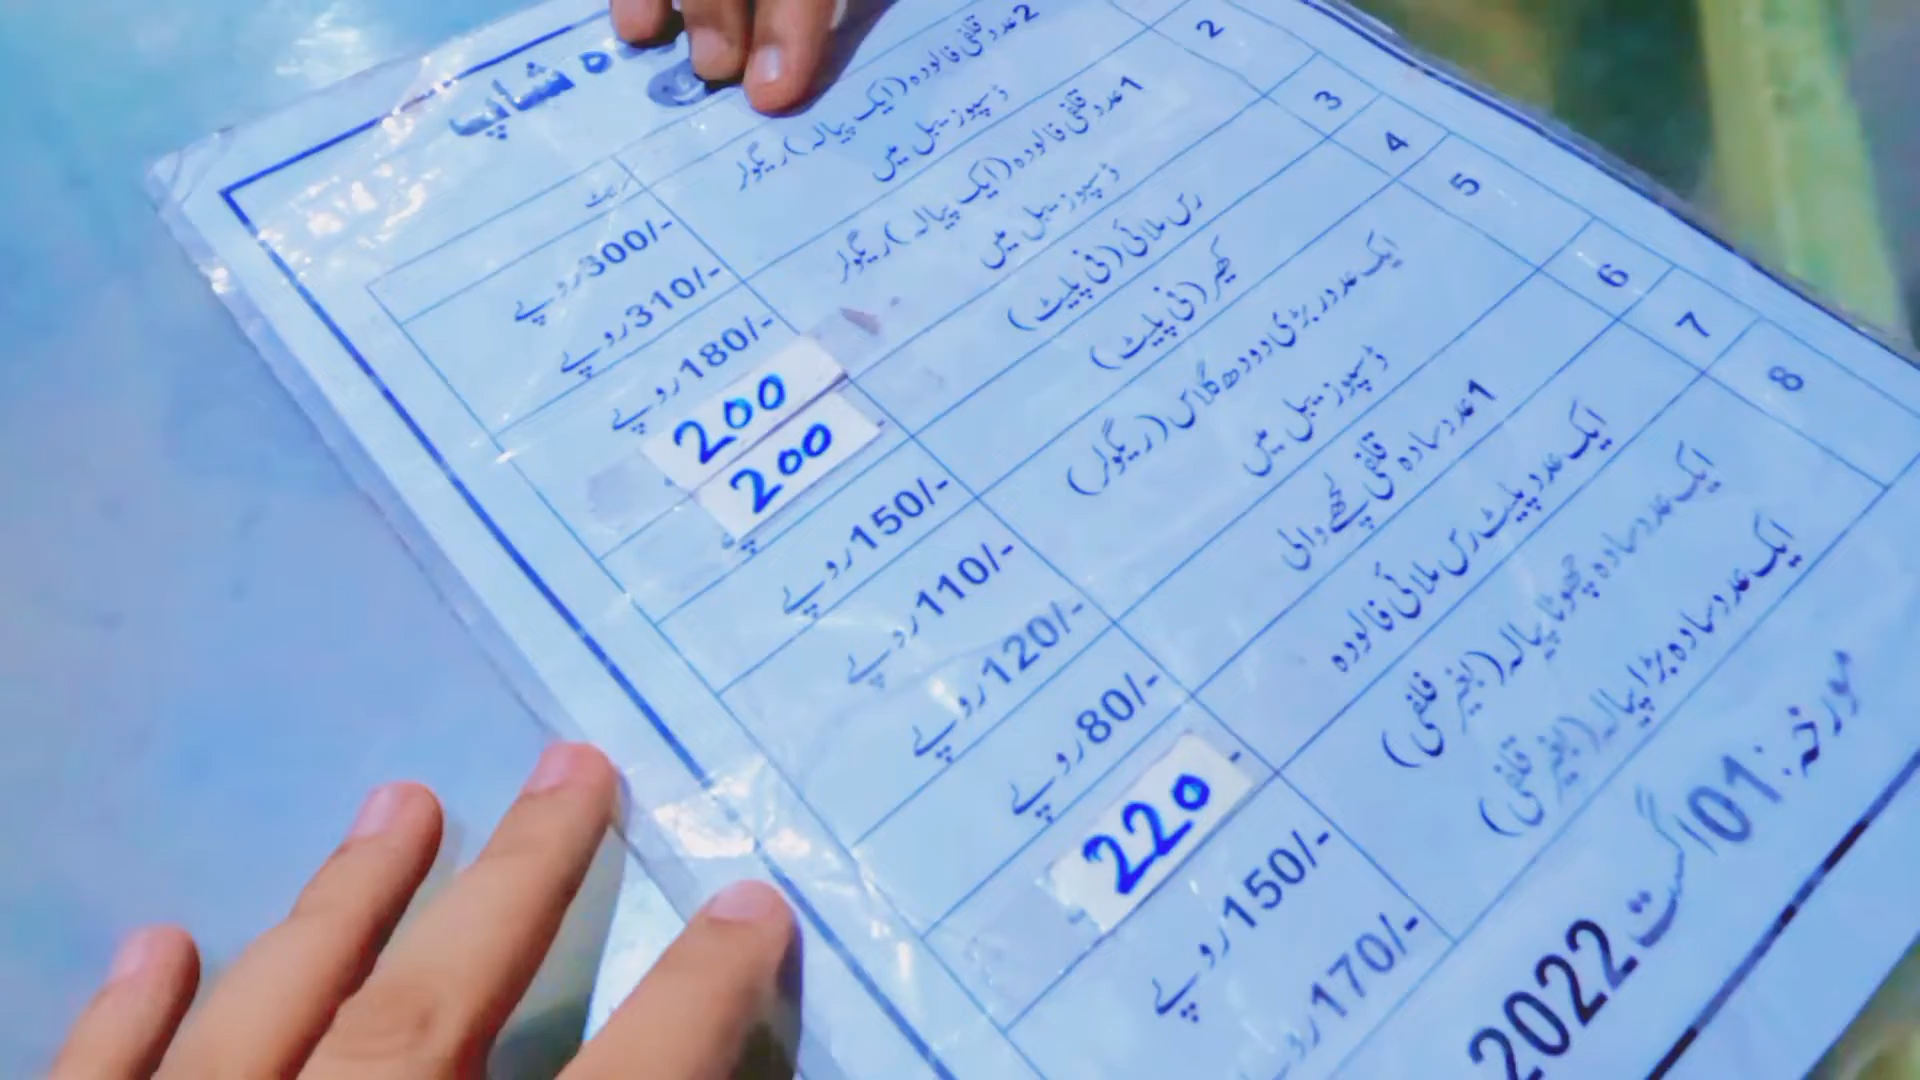 شاپ
ریٹ
2 عدد قلفی فالودہ (ایک پیالہ) ریگولر
300/- روپے
ڈسپوزیبل میں
310/- روپے
2
1 عدد قلفی فالودہ (ایک پیالہ) ریگولر
180/- روپے
ڈسپوزیبل میں
3
رس ملائی (فی پلیٹ)
200
4
کھیر (فی پلیٹ)
200
5
ایک عدد ربڑی دودھ گلاس (ریگولر)
150/- روپے
ڈسپوزیبل میں
110/- روپے
120/- روپے
6
1 عدد سادہ قلفی لچھے والی
80/- روپے
7
ایک عدد پلیٹ رس ملائی فالودہ
220
8
ایک عدد سادہ چھوٹا پیالہ (بغیر قلفی)
150/- روپے
ایک عدد سادہ بڑا پیالہ (بغیر قلفی)
170/-
مورخہ: 01 اگست 2022